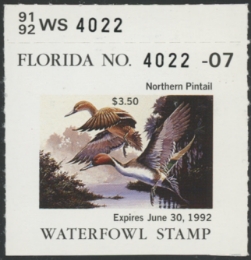 91
92 WS 4022
FLORIDA NO. 4022 -07
Northern Pintail
$3.50
Expires June 30, 1992
WATERFOWL STAMP